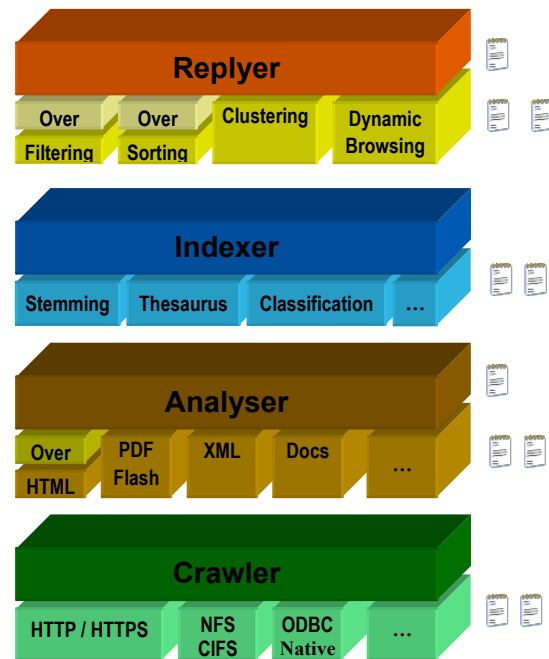 Replyer
Over Over Clustering Dynamic
Filtering Sorting Browsing
Indexer
Stemming Thesaurus Classification ...
Analyser
Over PDF XML Docs ...
HTML Flash
Crawler
HTTP / HTTPS NFS ODBC ...
CIFS Native